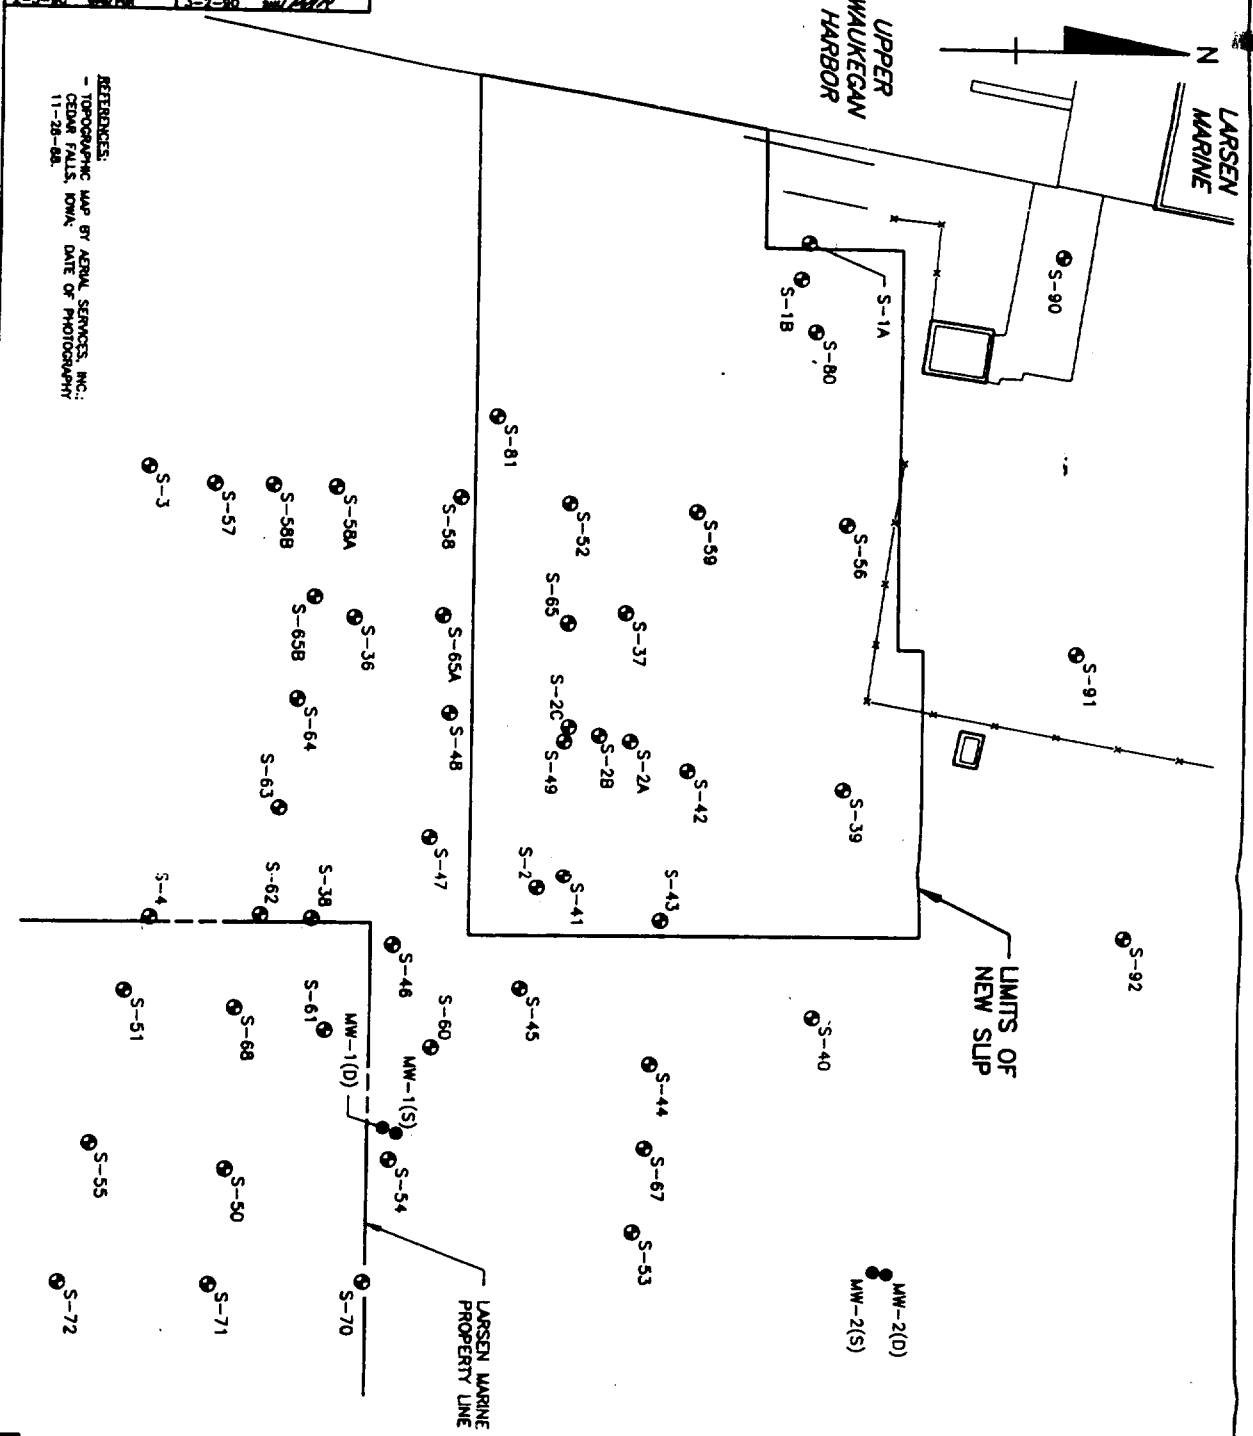 N
LARSEN
MARINE
UPPER
WAUKEGAN
HARBOR
S-90
S-1A
S-1B
S-80
S-91
S-92
S-56
S-59
S-81
S-52
S-58
S-58A
S-58B
S-57
S-3
S-37
S-65
S-65A
S-36
S-65B
S-39
S-42
S-2A
S-2B
S-2C
S-49
S-48
S-64
S-63
S-43
S-41
S-2
S-47
S-38
S-62
S-4
LIMITS OF
NEW SLIP
S-40
S-44
S-45
S-46
S-60
S-61
S-68
S-51
MW-1(S)
MW-1(D)
S-54
S-67
S-53
S-50
S-55
MW-2(D)
MW-2(S)
S-70
S-71
S-72
LARSEN MARINE
PROPERTY LINE
REFERENCES:
- TOPOGRAPHIC MAP BY AERIAL SERVICES, INC.:
CEDAR FALLS, IOWA; DATE OF PHOTOGRAPHY
11-28-88.